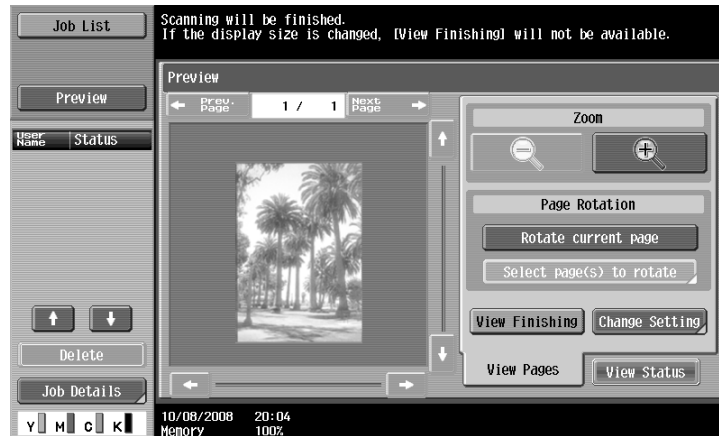 Job List
Scanning will be finished.
If the display size is changed, [View Finishing] will not be available.
Preview
Preview
Prev. Page
1 / 1
Next Page
User Name
Status
Zoom
Page Rotation
Rotate current page
Select page(s) to rotate
View Finishing
Change Setting
Delete
View Pages
View Status
Job Details
Y M C K
10/08/2008 20:04
Memory 100%